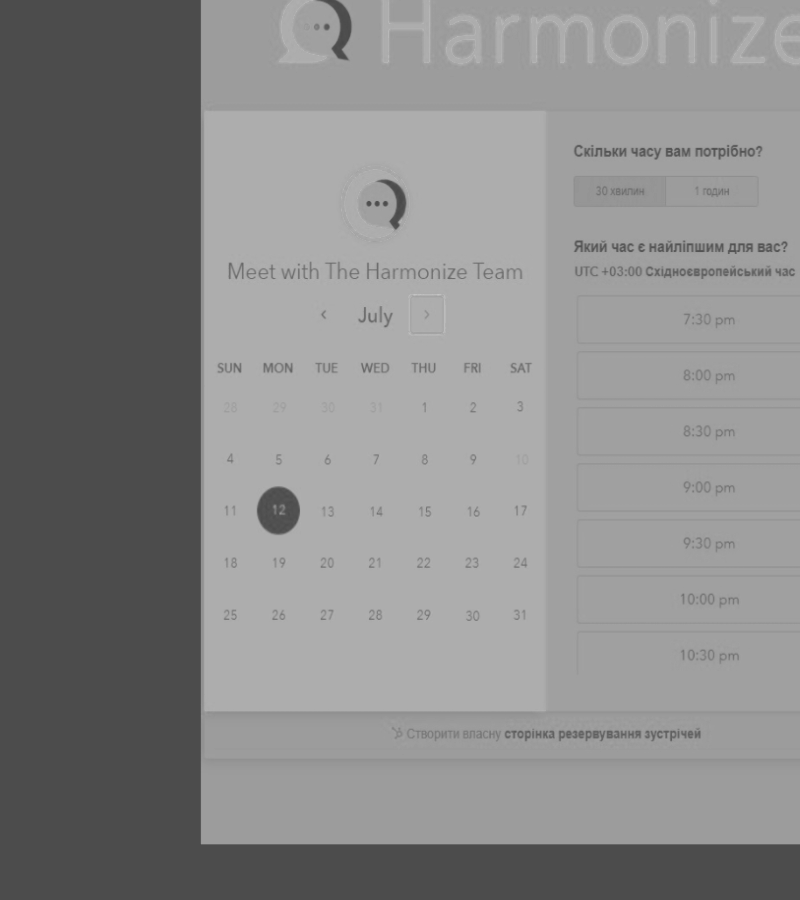 Harmonize
Meet with The Harmonize Team
‹ July ›
SUN MON TUE WED THU FRI SAT
28 29 30 31 1 2 3
4 5 6 7 8 9 10
11 12 13 14 15 16 17
18 19 20 21 22 23 24
25 26 27 28 29 30 31
Скільки часу вам потрібно?
30 хвилин 1 годин
Який час є найліпшим для вас?
UTC +03:00 Східноєвропейський час
7:30 pm
8:00 pm
8:30 pm
9:00 pm
9:30 pm
10:00 pm
10:30 pm
Створити власну сторінка резервування зустрічей